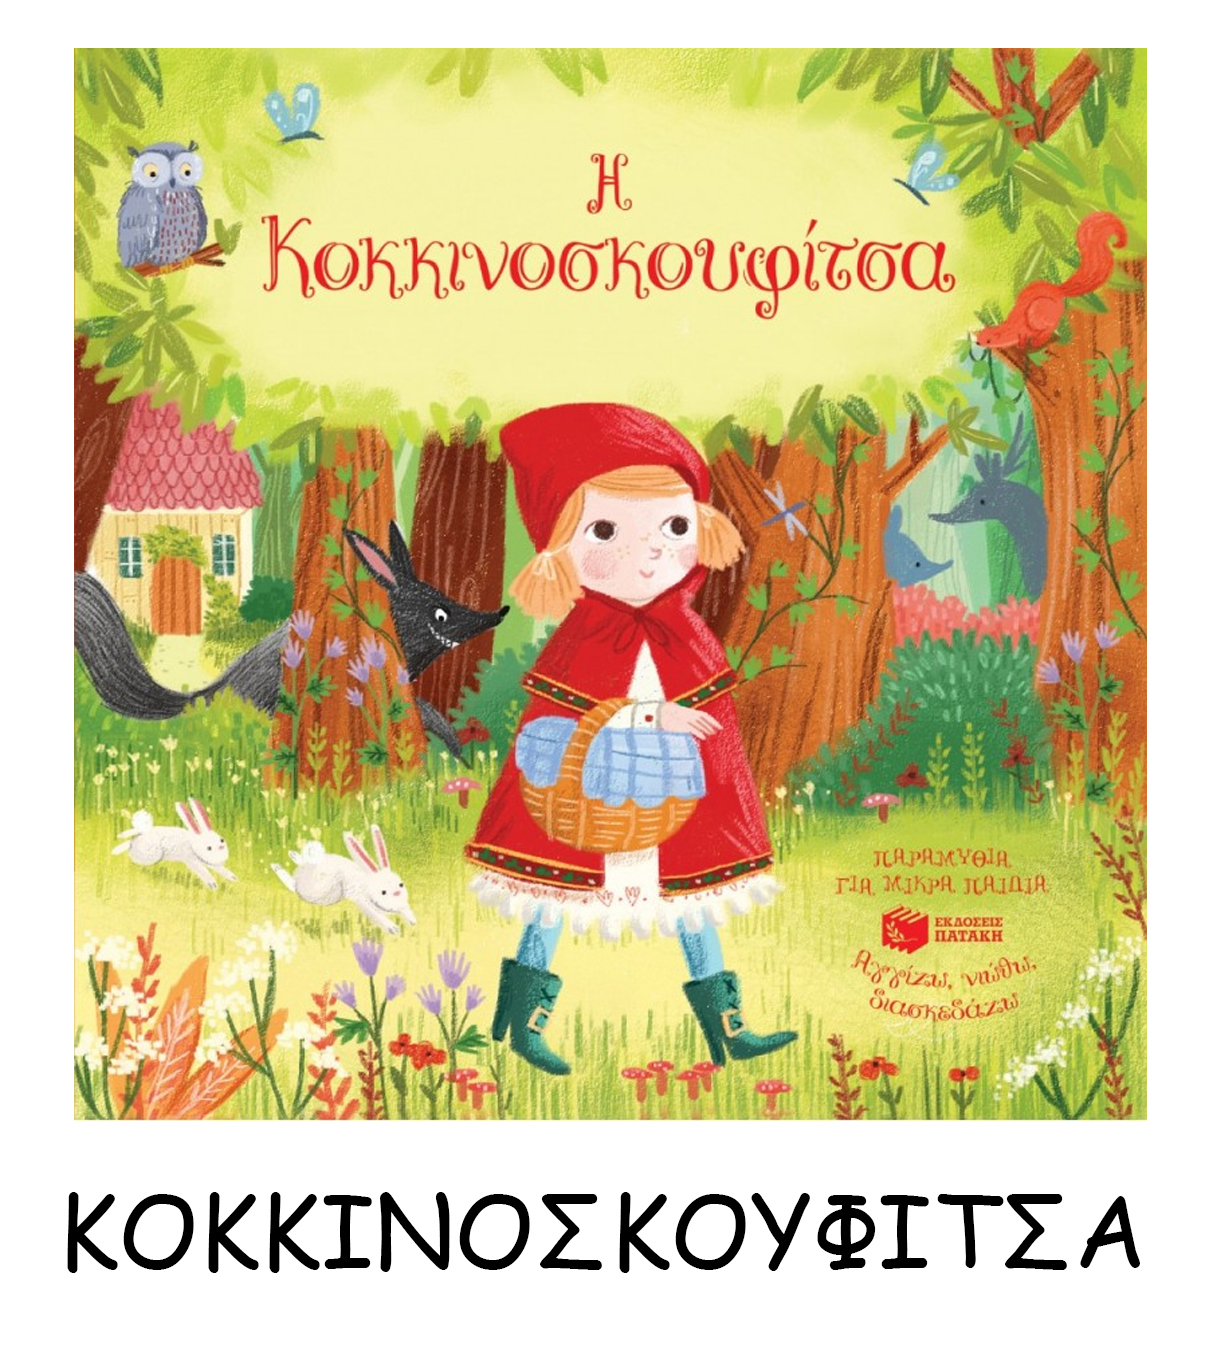 Η
Κοκκινοσκουφίτσα
ΠΑΡΑΜΥΘΙΑ
ΓΙΑ ΜΙΚΡΑ ΠΑΙΔΙΑ
ΕΚΔΟΣΕΙΣ
ΠΑΤΑΚΗ
Αγγίζω, νιώθω,
διασκεδάζω
ΚΟΚΚΙΝΟΣΚΟΥΦΙΤΣΑ